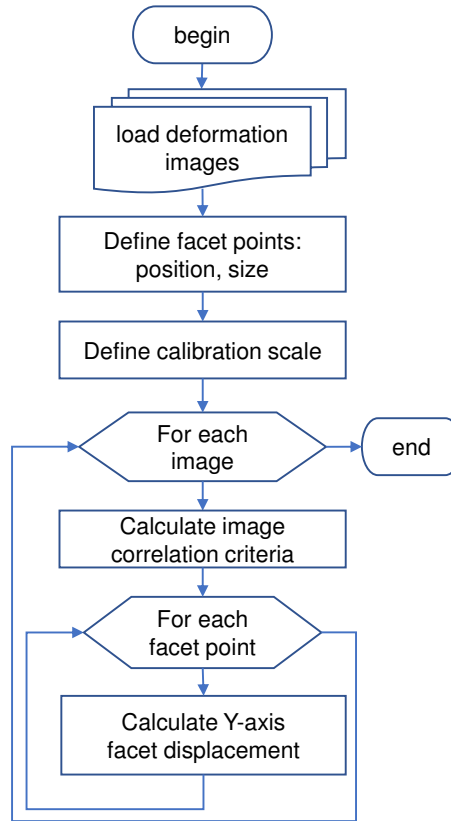 begin
load deformation
images
Define facet points:
position, size
Define calibration scale
For each
image
end
Calculate image
correlation criteria
For each
facet point
Calculate Y-axis
facet displacement